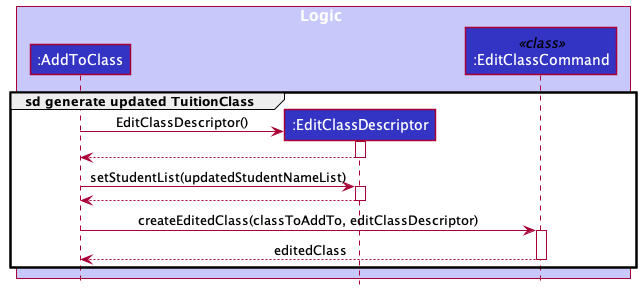 Logic
:AddToClass
«class»
:EditClassCommand
sd generate updated TuitionClass
EditClassDescriptor()
:EditClassDescriptor
setStudentList(updatedStudentNameList)
createEditedClass(classToAddTo, editClassDescriptor)
editedClass